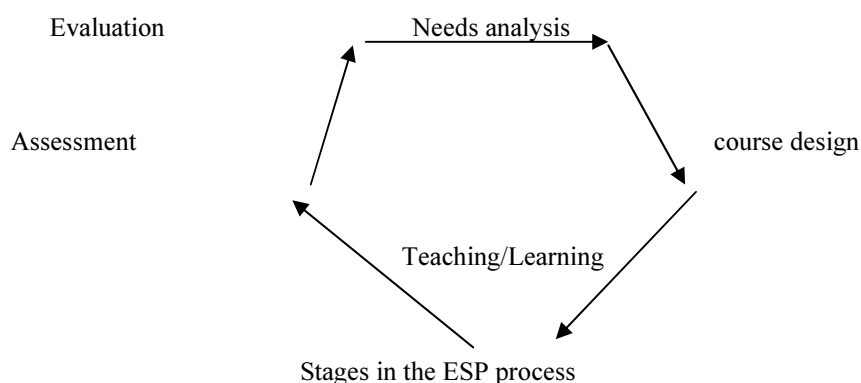 Evaluation Needs analysis
Assessment course design
Teaching/Learning
Stages in the ESP process